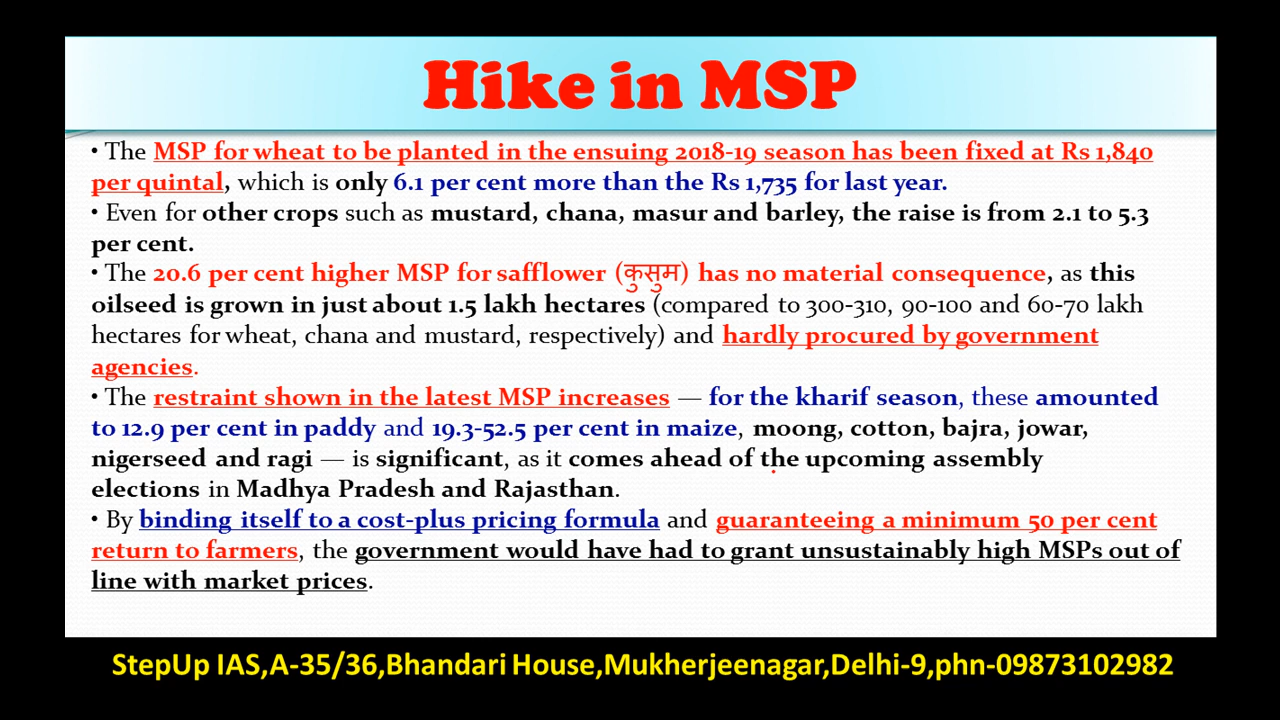 Hike in MSP
• The MSP for wheat to be planted in the ensuing 2018-19 season has been fixed at Rs 1,840
per quintal, which is only 6.1 per cent more than the Rs 1,735 for last year.
• Even for other crops such as mustard, chana, masur and barley, the raise is from 2.1 to 5.3
per cent.
• The 20.6 per cent higher MSP for safflower (कुसुम) has no material consequence, as this
oilseed is grown in just about 1.5 lakh hectares (compared to 300-310, 90-100 and 60-70 lakh
hectares for wheat, chana and mustard, respectively) and hardly procured by government
agencies.
• The restraint shown in the latest MSP increases — for the kharif season, these amounted
to 12.9 per cent in paddy and 19.3-52.5 per cent in maize, moong, cotton, bajra, jowar,
nigerseed and ragi — is significant, as it comes ahead of the upcoming assembly
elections in Madhya Pradesh and Rajasthan.
• By binding itself to a cost-plus pricing formula and guaranteeing a minimum 50 per cent
return to farmers, the government would have had to grant unsustainably high MSPs out of
line with market prices.
StepUp IAS,A-35/36,Bhandari House,Mukherjeenagar,Delhi-9,phn-09873102982